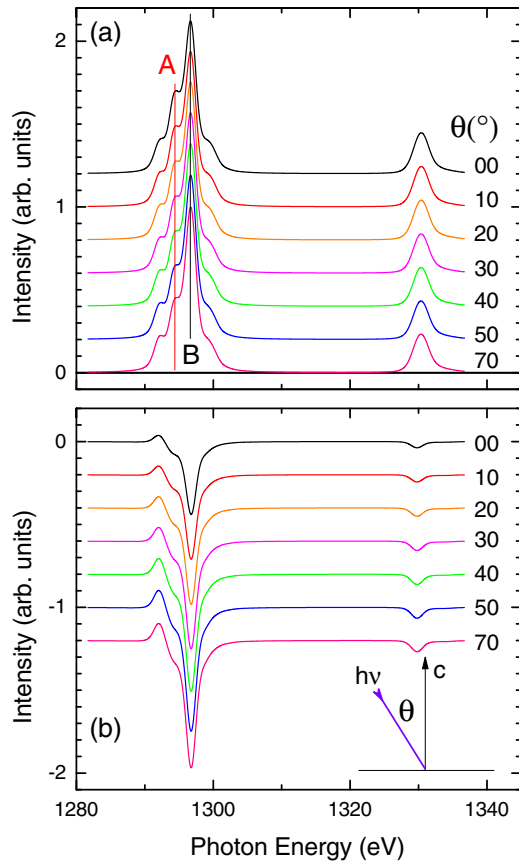 (a)
2
A
θ(°)
00
10
1
20
30
40
50
B
70
0
Intensity (arb. units)
0
00
10
20
30
40
-1
50
70
hν
θ
c
(b)
-2
Intensity (arb. units)
1280
1300
1320
1340
Photon Energy (eV)